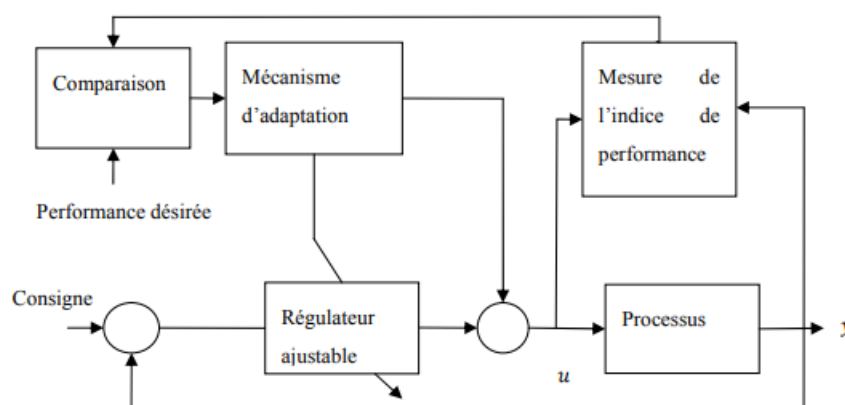 Comparaison
Mécanisme
d'adaptation
Mesure de
l'indice de
performance
Performance désirée
Consigne
Régulateur
ajustable
Processus
y
u